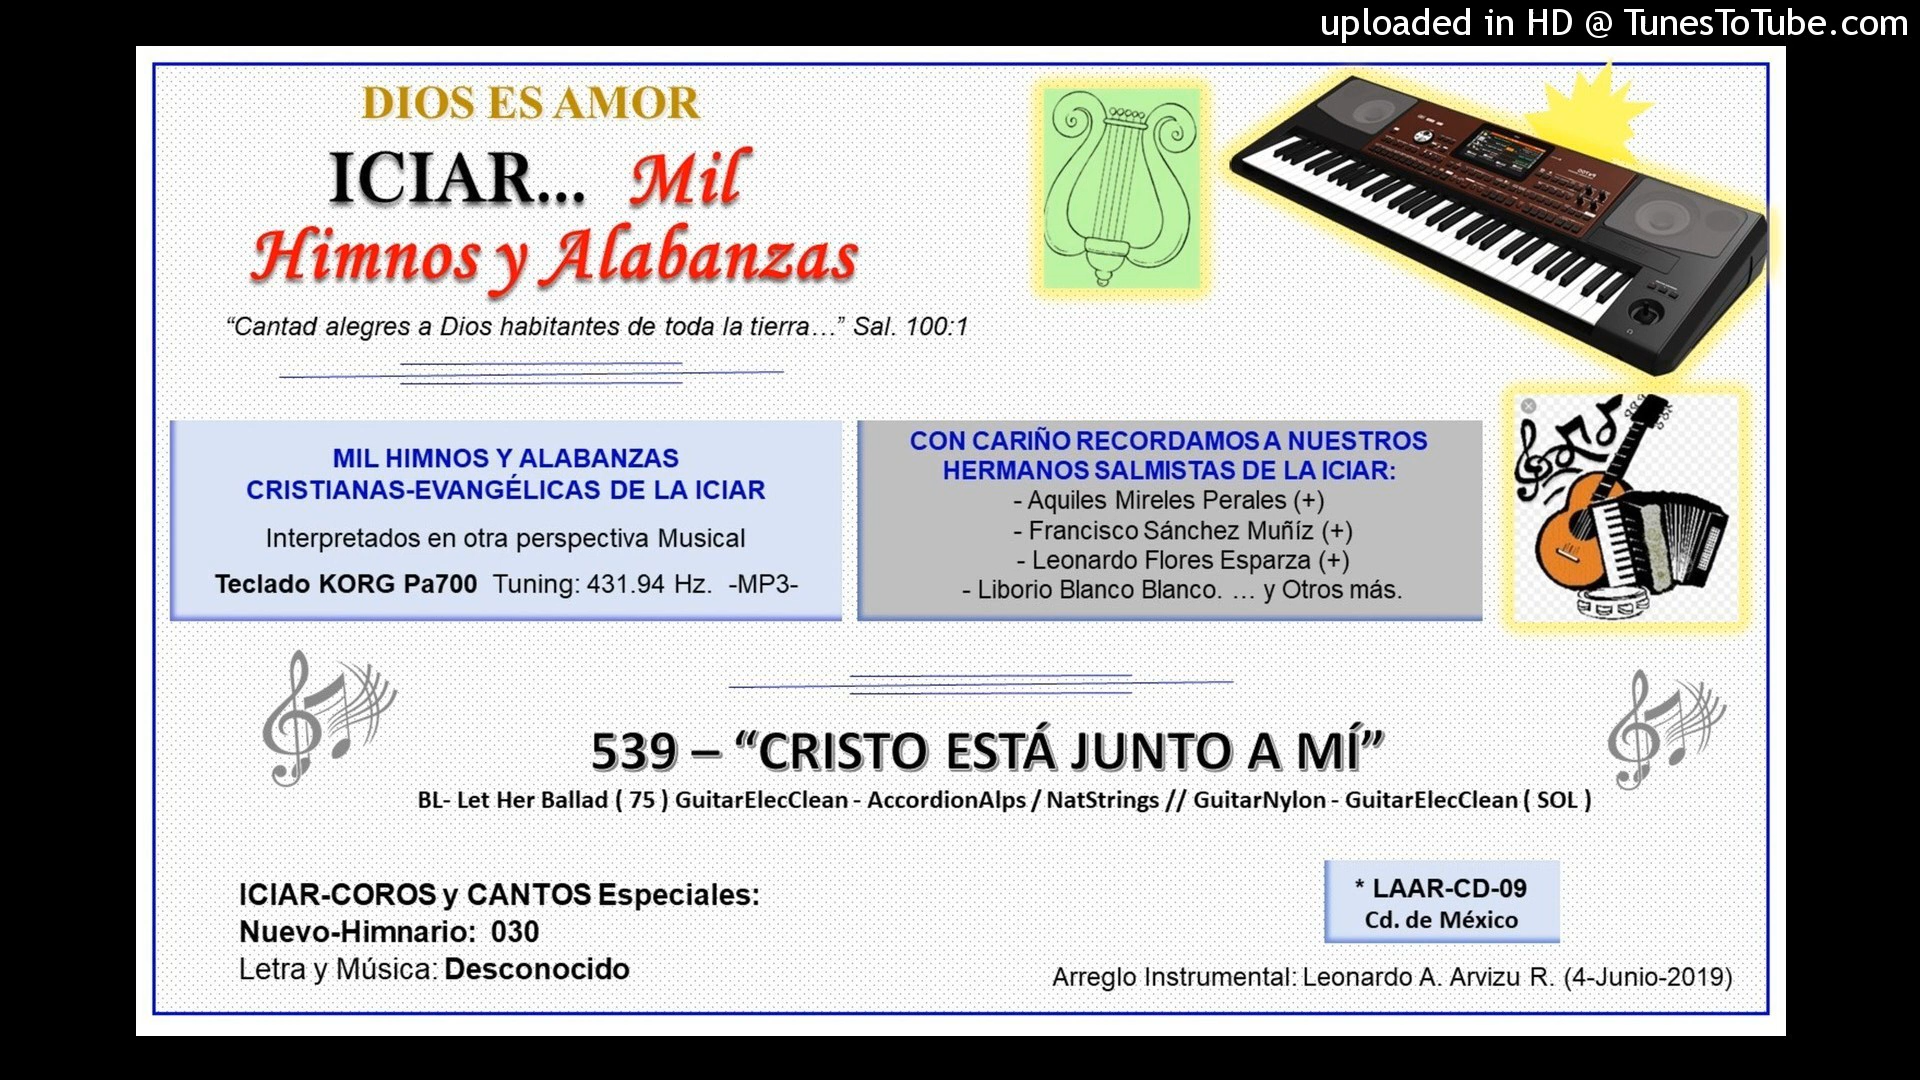 uploaded in HD @ TunesToTube.com
DIOS ES AMOR
ICIAR... Mil
Himnos y Alabanzas
“Cantad alegres a Dios habitantes de toda la tierra…” Sal. 100:1
MIL HIMNOS Y ALABANZAS
CRISTIANAS-EVANGÉLICAS DE LA ICIAR
Interpretados en otra perspectiva Musical
Teclado KORG Pa700 Tuning: 431.94 Hz. -MP3-
CON CARIÑO RECORDAMOS A NUESTROS
HERMANOS SALMISTAS DE LA ICIAR:
- Aquiles Mireles Perales (+)
- Francisco Sánchez Muñíz (+)
- Leonardo Flores Esparza (+)
- Liborio Blanco Blanco. … y Otros más.
539 – “CRISTO ESTÁ JUNTO A MÍ”
BL- Let Her Ballad ( 75 ) GuitarElecClean - AccordionAlps / NatStrings // GuitarNylon - GuitarElecClean ( SOL )
ICIAR-COROS y CANTOS Especiales:
Nuevo-Himnario: 030
Letra y Música: Desconocido
* LAAR-CD-09
Cd. de México
Arreglo Instrumental: Leonardo A. Arvizu R. (4-Junio-2019)